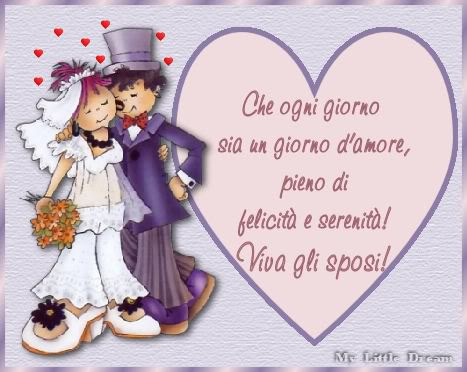 Che ogni giorno
sia un giorno d'amore,
pieno di
felicità e serenità!
Viva gli sposi!
My Little Dream